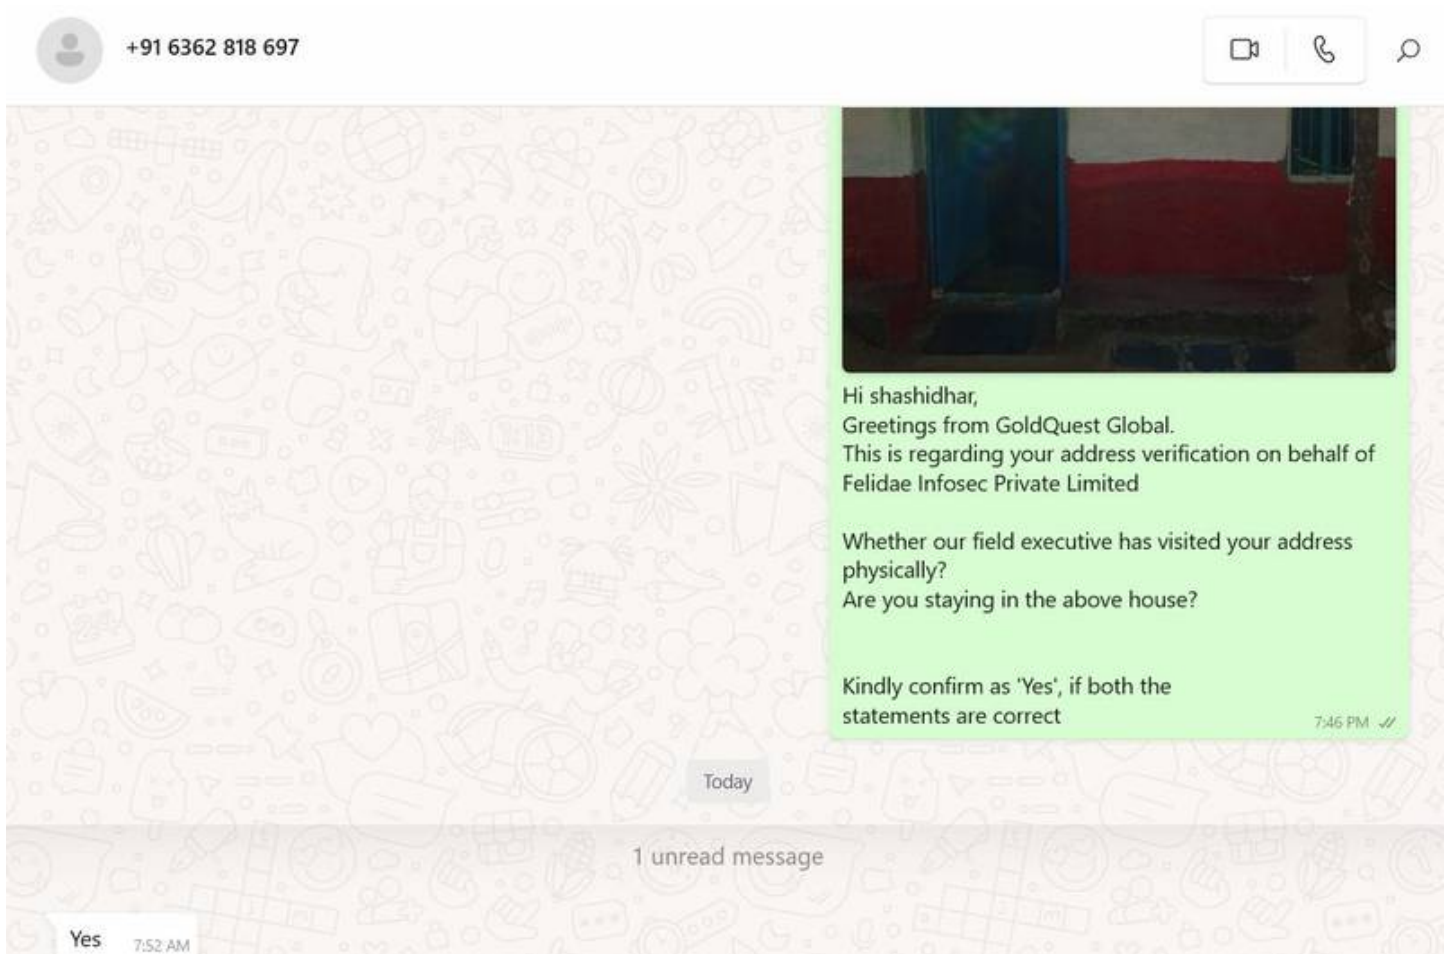 +91 6362 818 697
Hi shashidhar,
Greetings from GoldQuest Global.
This is regarding your address verification on behalf of
Felidae Infosec Private Limited
Whether our field executive has visited your address
physically?
Are you staying in the above house?
Kindly confirm as 'Yes', if both the
statements are correct
7:46 PM
Today
1 unread message
Yes
7:52 AM